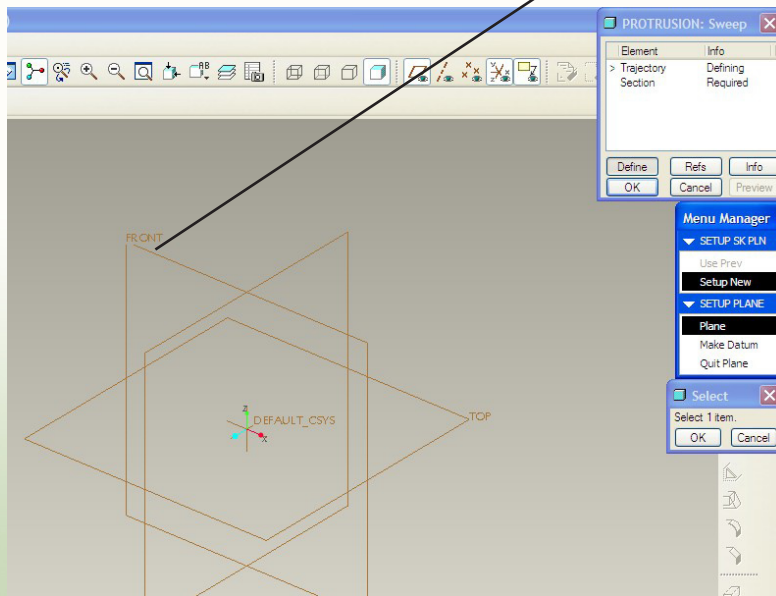 PROTRUSION: Sweep
Element Info
> Trajectory Defining
Section Required
Define Refs Info
OK Cancel Preview
Menu Manager
SETUP SK PLN
Use Prev
Setup New
SETUP PLANE
Plane
Make Datum
Quit Plane
Select
Select 1 item.
OK Cancel
FRONT
DEFAULT_CSYS
TOP
z
x